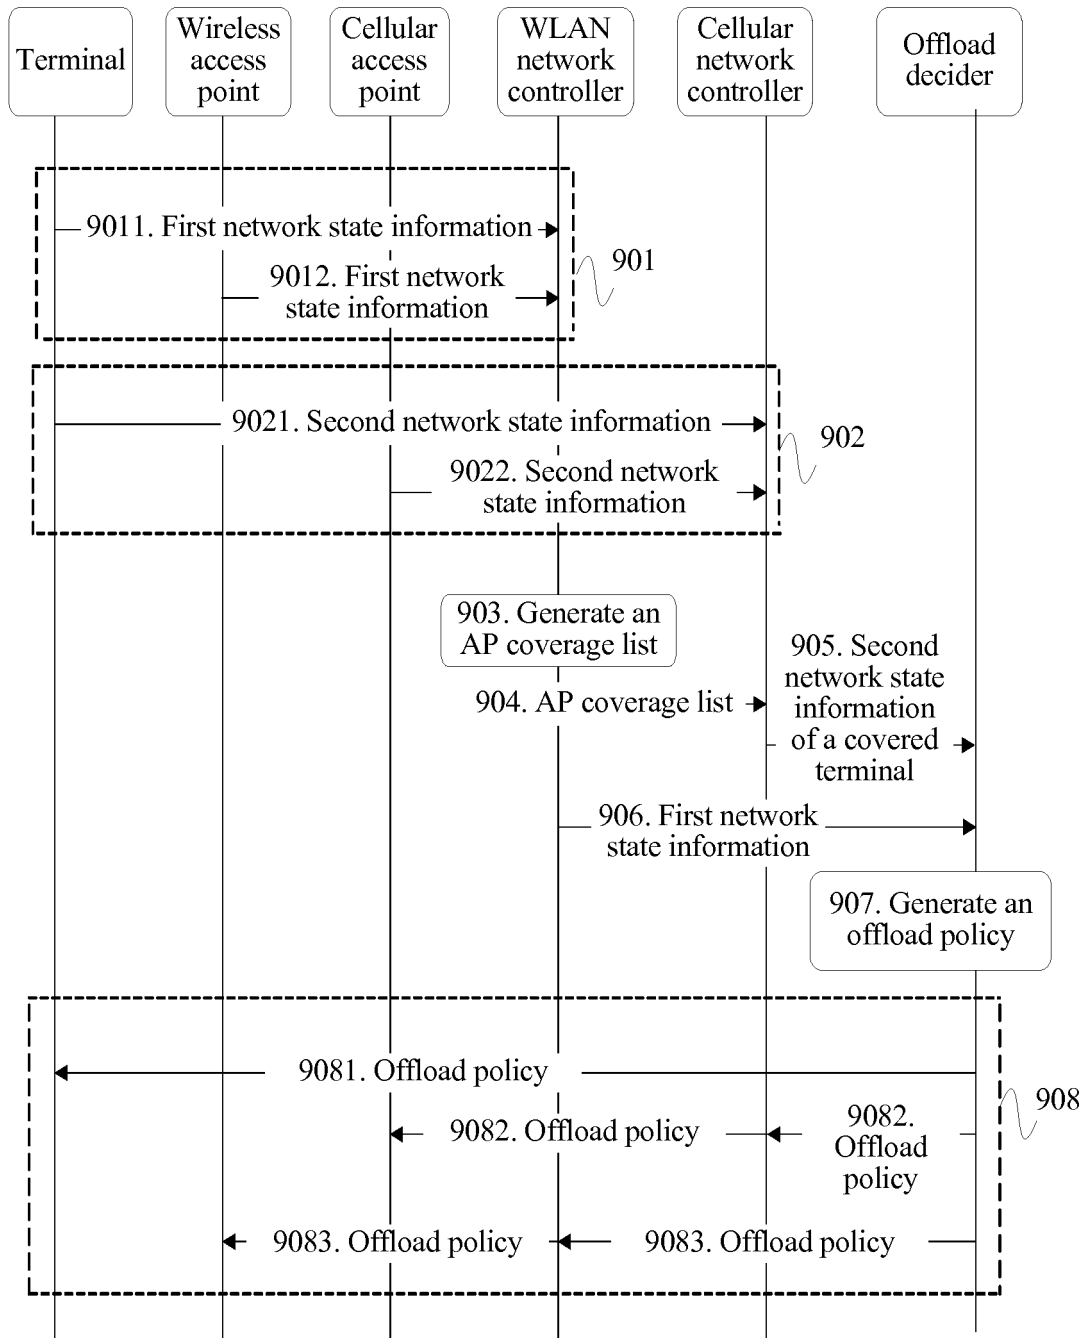 Terminal
Wireless
access
point
Cellular
access
point
WLAN
network
controller
Cellular
network
controller
Offload
decider
9011. First network state information
9012. First network
state information
901
9021. Second network state information
9022. Second network
state information
902
903. Generate an
AP coverage list
904. AP coverage list
905. Second
network state
information
of a covered
terminal
906. First network
state information
907. Generate an
offload policy
9081. Offload policy
908
9082. Offload policy
9082.
Offload
policy
9083. Offload policy
9083. Offload policy